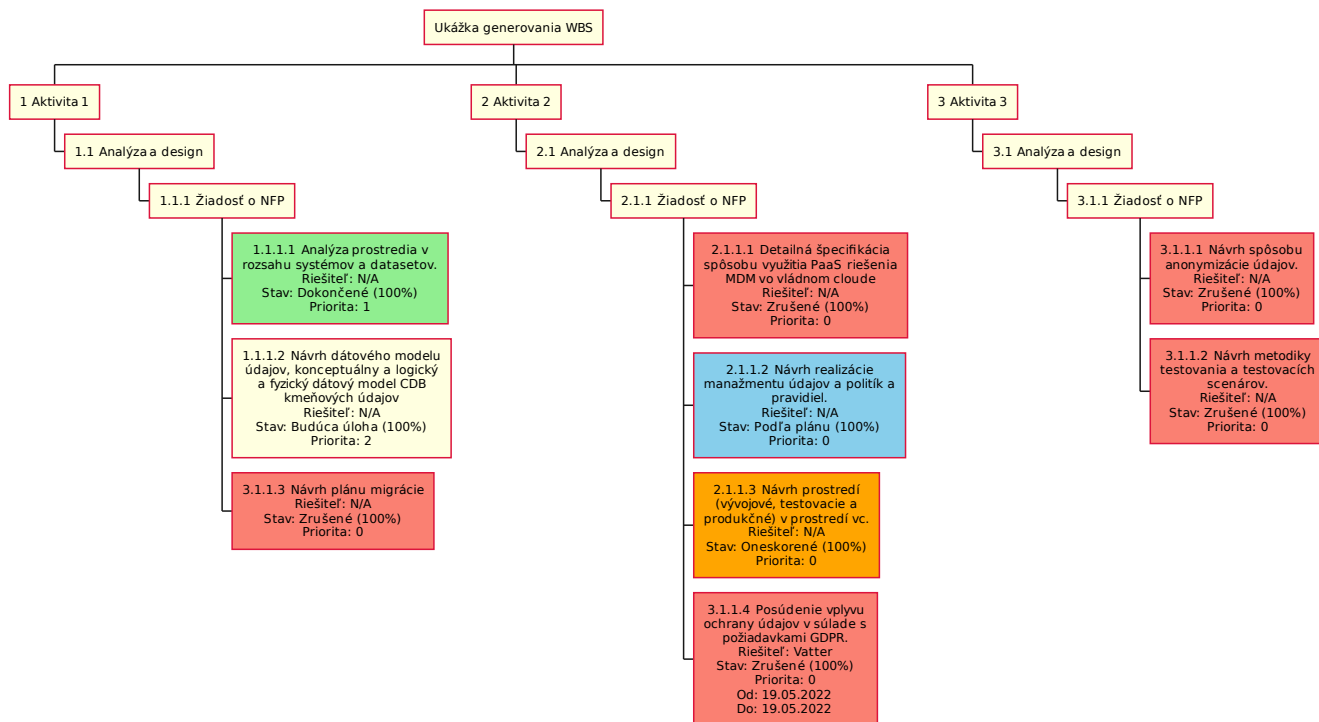 Ukážka generovania WBS
1 Aktivita 1
2 Aktivita 2
3 Aktivita 3
1.1 Analýza a design
2.1 Analýza a design
3.1 Analýza a design
1.1.1 Žiadosť o NFP
2.1.1 Žiadosť o NFP
3.1.1 Žiadosť o NFP
1.1.1.1 Analýza prostredia v
rozsahu systémov a datasetov.
Riešiteľ: N/A
Stav: Dokončené (100%)
Priorita: 1
1.1.1.2 Návrh dátového modelu
údajov, konceptuálny a logický
a fyzický dátový model CDB
kmeňových údajov
Riešiteľ: N/A
Stav: Budúca úloha (100%)
Priorita: 2
3.1.1.3 Návrh plánu migrácie
Riešiteľ: N/A
Stav: Zrušené (100%)
Priorita: 0
2.1.1.1 Detailná špecifikácia
spôsobu využitia PaaS riešenia
MDM vo vládnom cloude
Riešiteľ: N/A
Stav: Zrušené (100%)
Priorita: 0
2.1.1.2 Návrh realizácie
manažmentu údajov a politík a
pravidiel.
Riešiteľ: N/A
Stav: Podľa plánu (100%)
Priorita: 0
2.1.1.3 Návrh prostredí
(vývojové, testovacie a
produkčné) v prostredí vc.
Riešiteľ: N/A
Stav: Oneskorené (100%)
Priorita: 0
3.1.1.4 Posúdenie vplyvu
ochrany údajov v súlade s
požiadavkami GDPR.
Riešiteľ: Vatter
Stav: Zrušené (100%)
Priorita: 0
Od: 19.05.2022
Do: 19.05.2022
3.1.1.1 Návrh spôsobu
anonymizácie údajov.
Riešiteľ: N/A
Stav: Zrušené (100%)
Priorita: 0
3.1.1.2 Návrh metodiky
testovania a testovacích
scenárov.
Riešiteľ: N/A
Stav: Zrušené (100%)
Priorita: 0